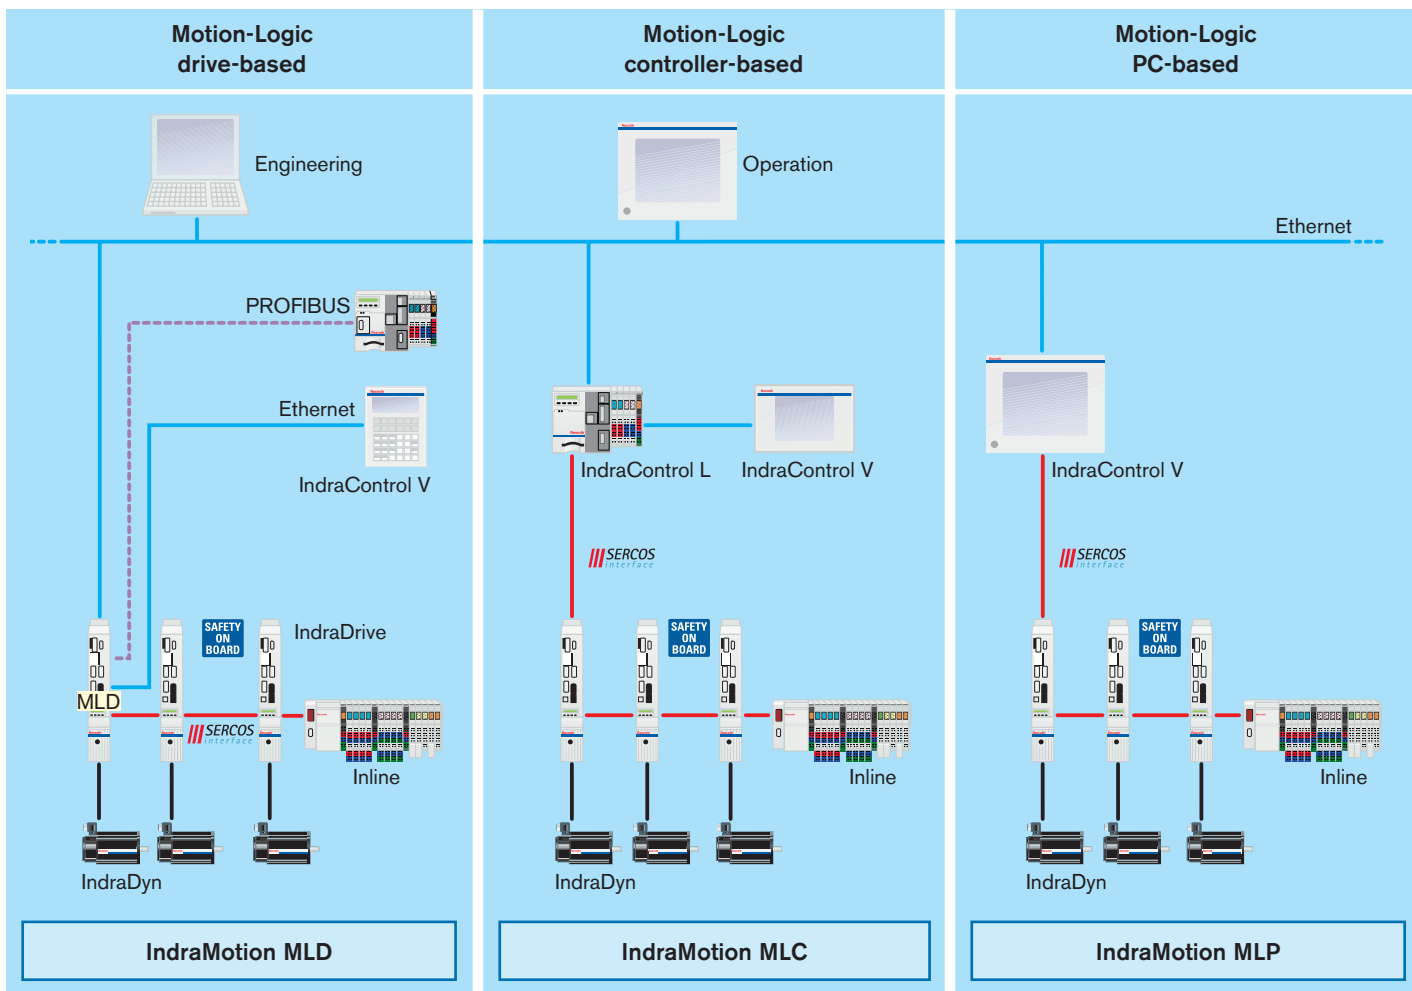 Motion-Logic
drive-based
Motion-Logic
controller-based
Motion-Logic
PC-based
Engineering
Operation
Ethernet
PROFIBUS
Ethernet
IndraControl V
IndraControl L
IndraControl V
IndraControl V
SERCOS
interface
SERCOS
interface
SAFETY
ON
BOARD
IndraDrive
SAFETY
ON
BOARD
SAFETY
ON
BOARD
MLD
SERCOS
interface
Inline
Inline
Inline
IndraDyn
IndraDyn
IndraDyn
IndraMotion MLD
IndraMotion MLC
IndraMotion MLP